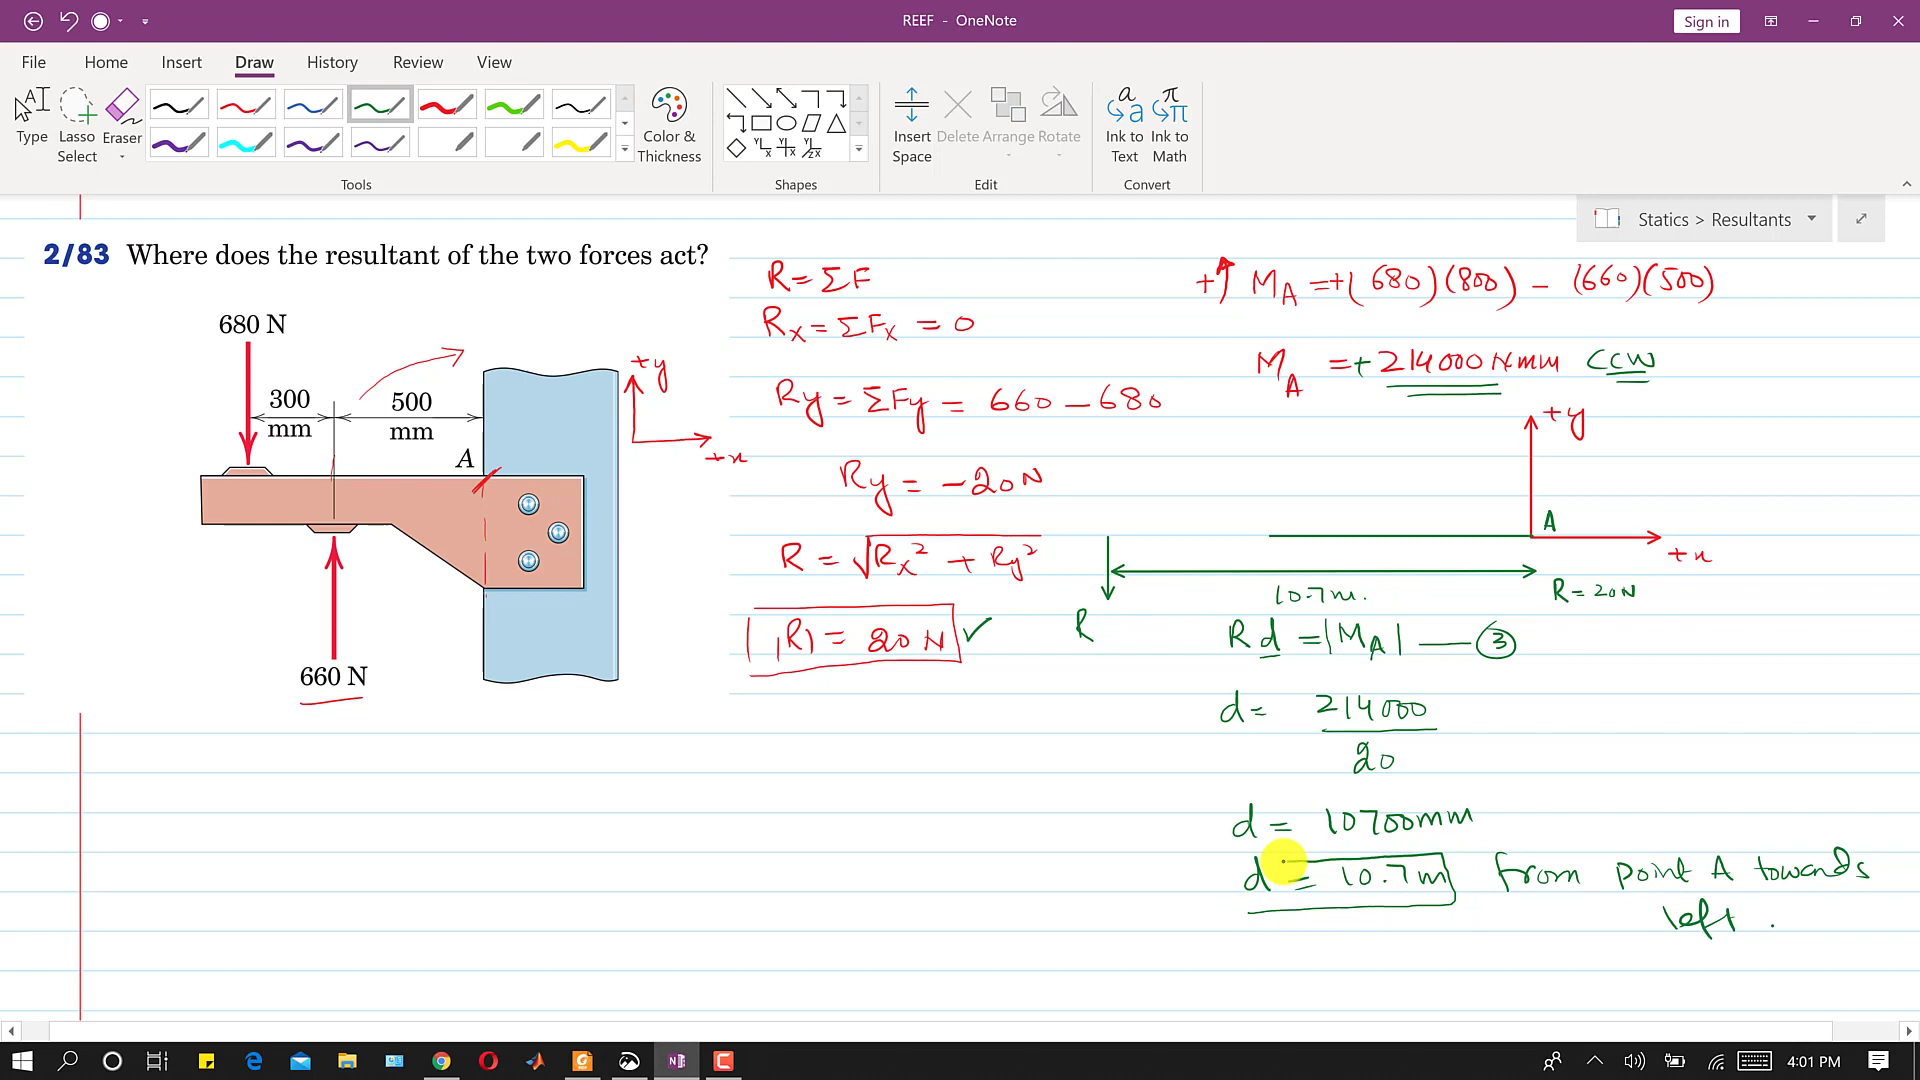 REEF - OneNote
Sign in
File Home Insert Draw History Review View
Type
Lasso Select
Eraser
Color & Thickness
Insert Space
Delete
Arrange
Rotate
Ink to Text
Ink to Math
Tools
Shapes
Edit
Convert
Statics > Resultants
2/83 Where does the resultant of the two forces act?
680 N
300 mm
500 mm
A
660 N
+y
+x
R = ΣF
Rx = ΣFx = 0
Ry = ΣFy = 660 - 680
Ry = -20N
R = √Rx² + Ry²
|R| = 20 N ✓
+ MA = +(680)(800) - (660)(500)
MA = +214000 Nmm CCW
+y
A
+x
10.7m.
R = 20N
R
Rd = |MA| — 3
d = 214000
20
d = 10700mm
d = 10.7m from point A towards
left.
4:01 PM